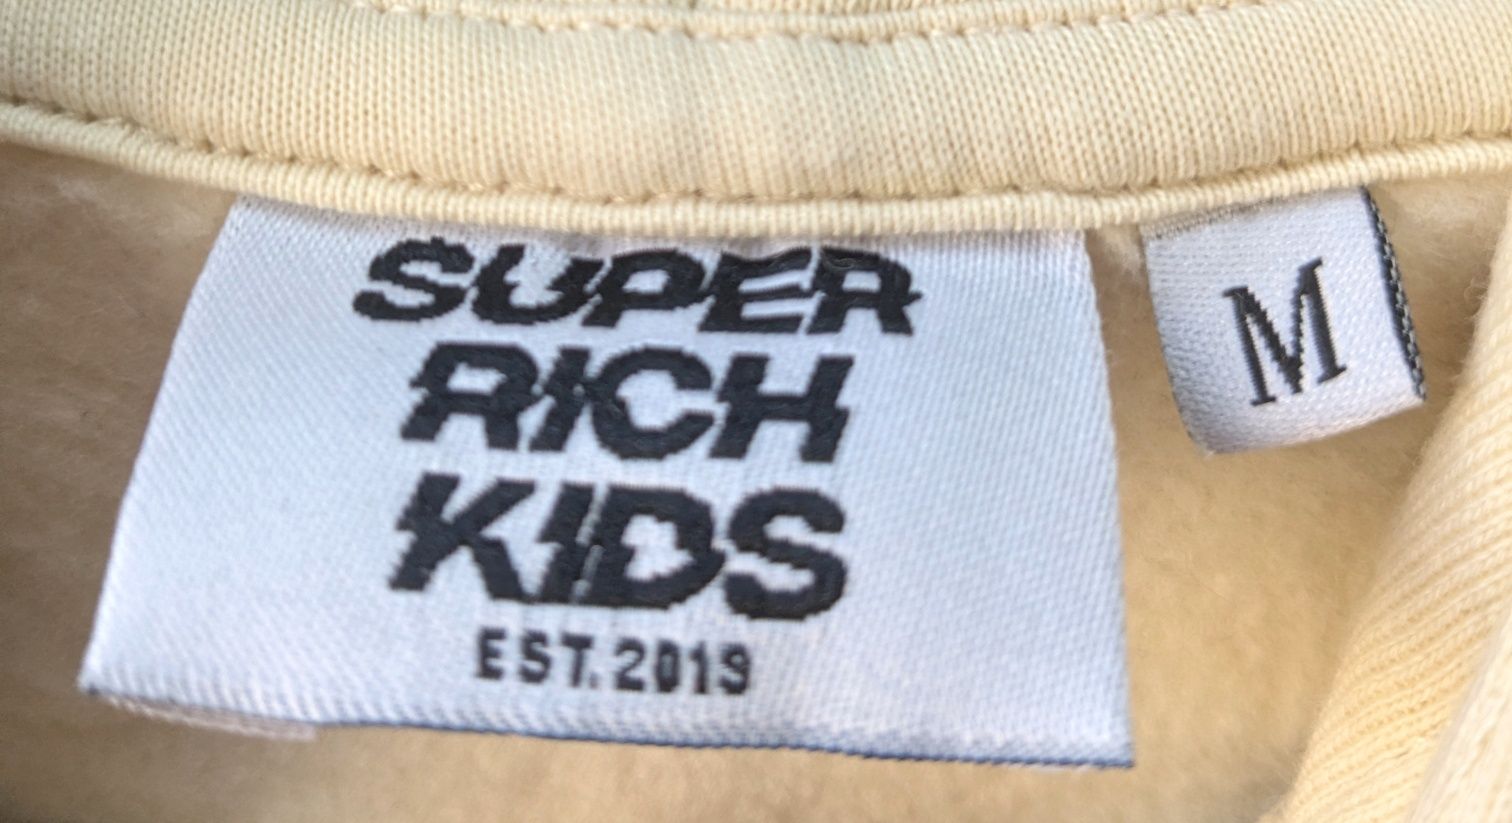 SUPER
RICH
KIDS
EST. 2019
M